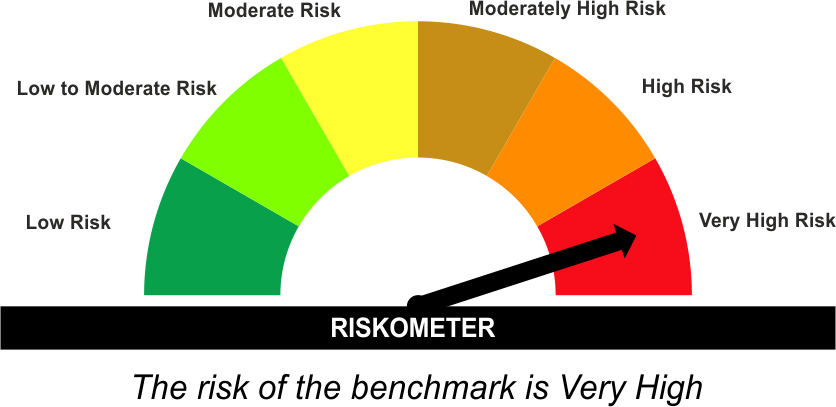 Moderate Risk
Moderately High Risk
Low to Moderate Risk
High Risk
Low Risk
Very High Risk
RISKOMETER
The risk of the benchmark is Very High